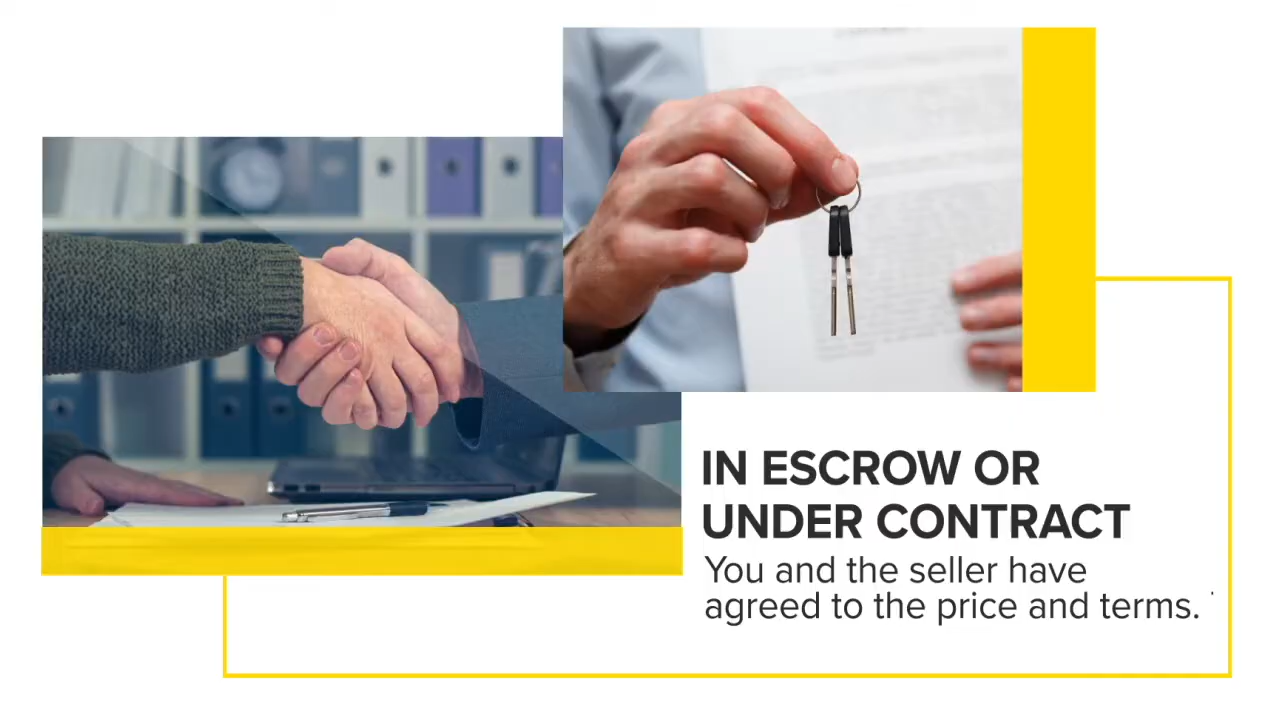 IN ESCROW OR
UNDER CONTRACT
You and the seller have
agreed to the price and terms.